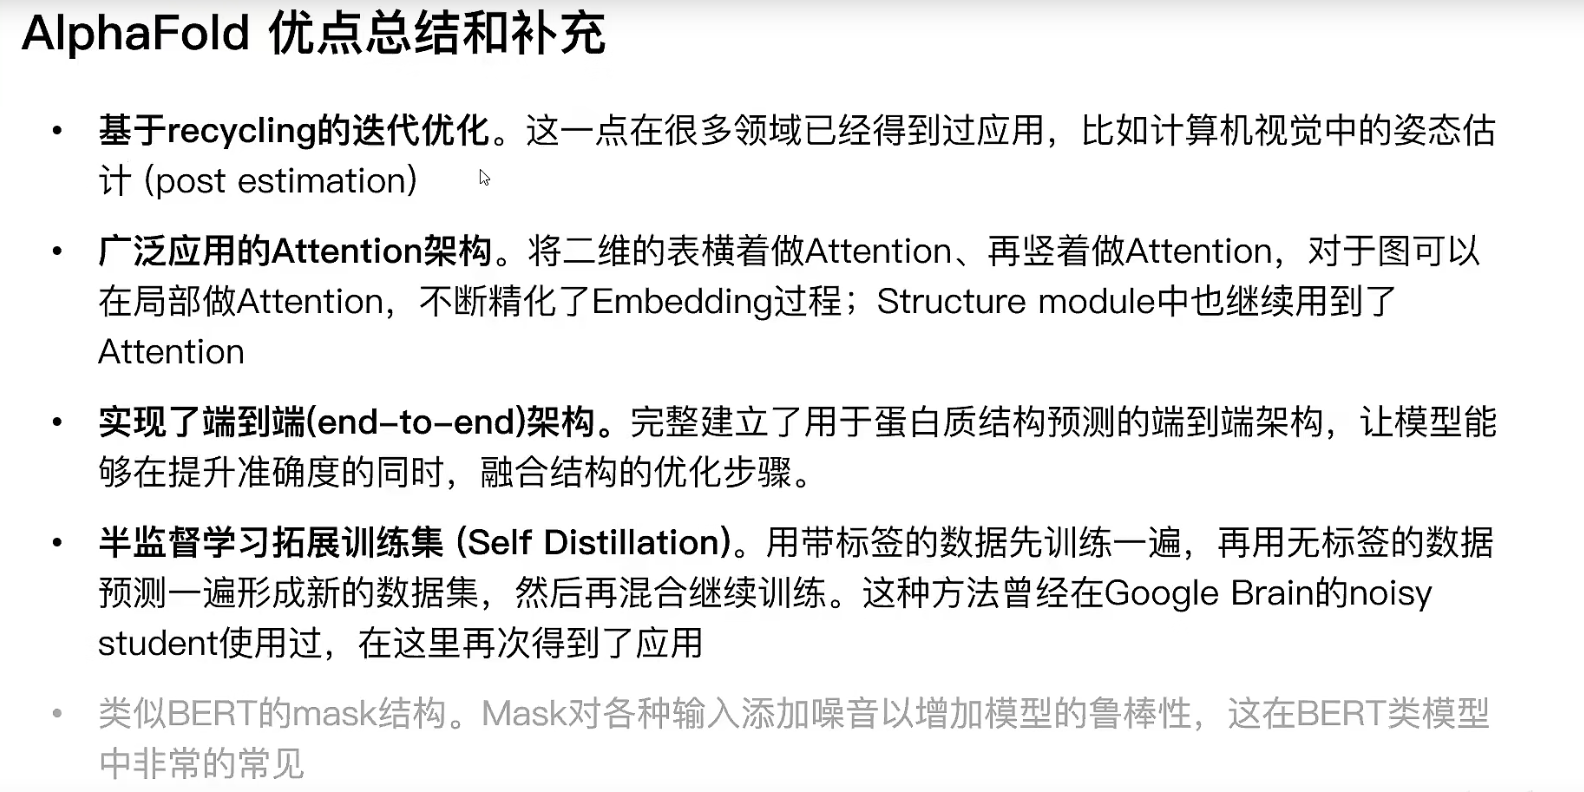 AlphaFold 优点总结和补充
• 基于recycling的迭代优化。这一点在很多领域已经得到过应用，比如计算机视觉中的姿态估
计 (post estimation)
• 广泛应用的Attention架构。将二维的表横着做Attention、再竖着做Attention，对于图可以
在局部做Attention，不断精化了Embedding过程；Structure module中也继续用到了
Attention
• 实现了端到端(end-to-end)架构。完整建立了用于蛋白质结构预测的端到端架构，让模型能
够在提升准确度的同时，融合结构的优化步骤。
• 半监督学习拓展训练集 (Self Distillation)。用带标签的数据先训练一遍，再用无标签的数据
预测一遍形成新的数据集，然后再混合继续训练。这种方法曾经在Google Brain的noisy
student使用过，在这里再次得到了应用
• 类似BERT的mask结构。Mask对各种输入添加噪音以增加模型的鲁棒性，这在BERT类模型
中非常的常见